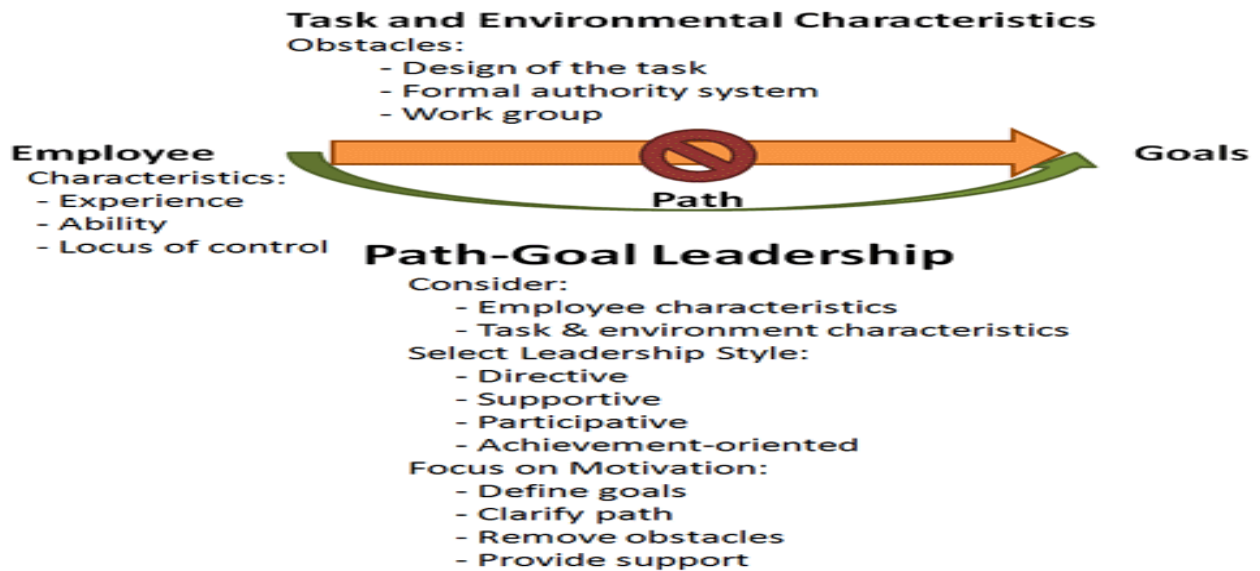 Task and Environmental Characteristics
Obstacles:
- Design of the task
- Formal authority system
- Work group
Employee
Characteristics:
- Experience
- Ability
- Locus of control
Path
Goals
Path-Goal Leadership
Consider:
- Employee characteristics
- Task & environment characteristics
Select Leadership Style:
- Directive
- Supportive
- Participative
- Achievement-oriented
Focus on Motivation:
- Define goals
- Clarify path
- Remove obstacles
- Provide support